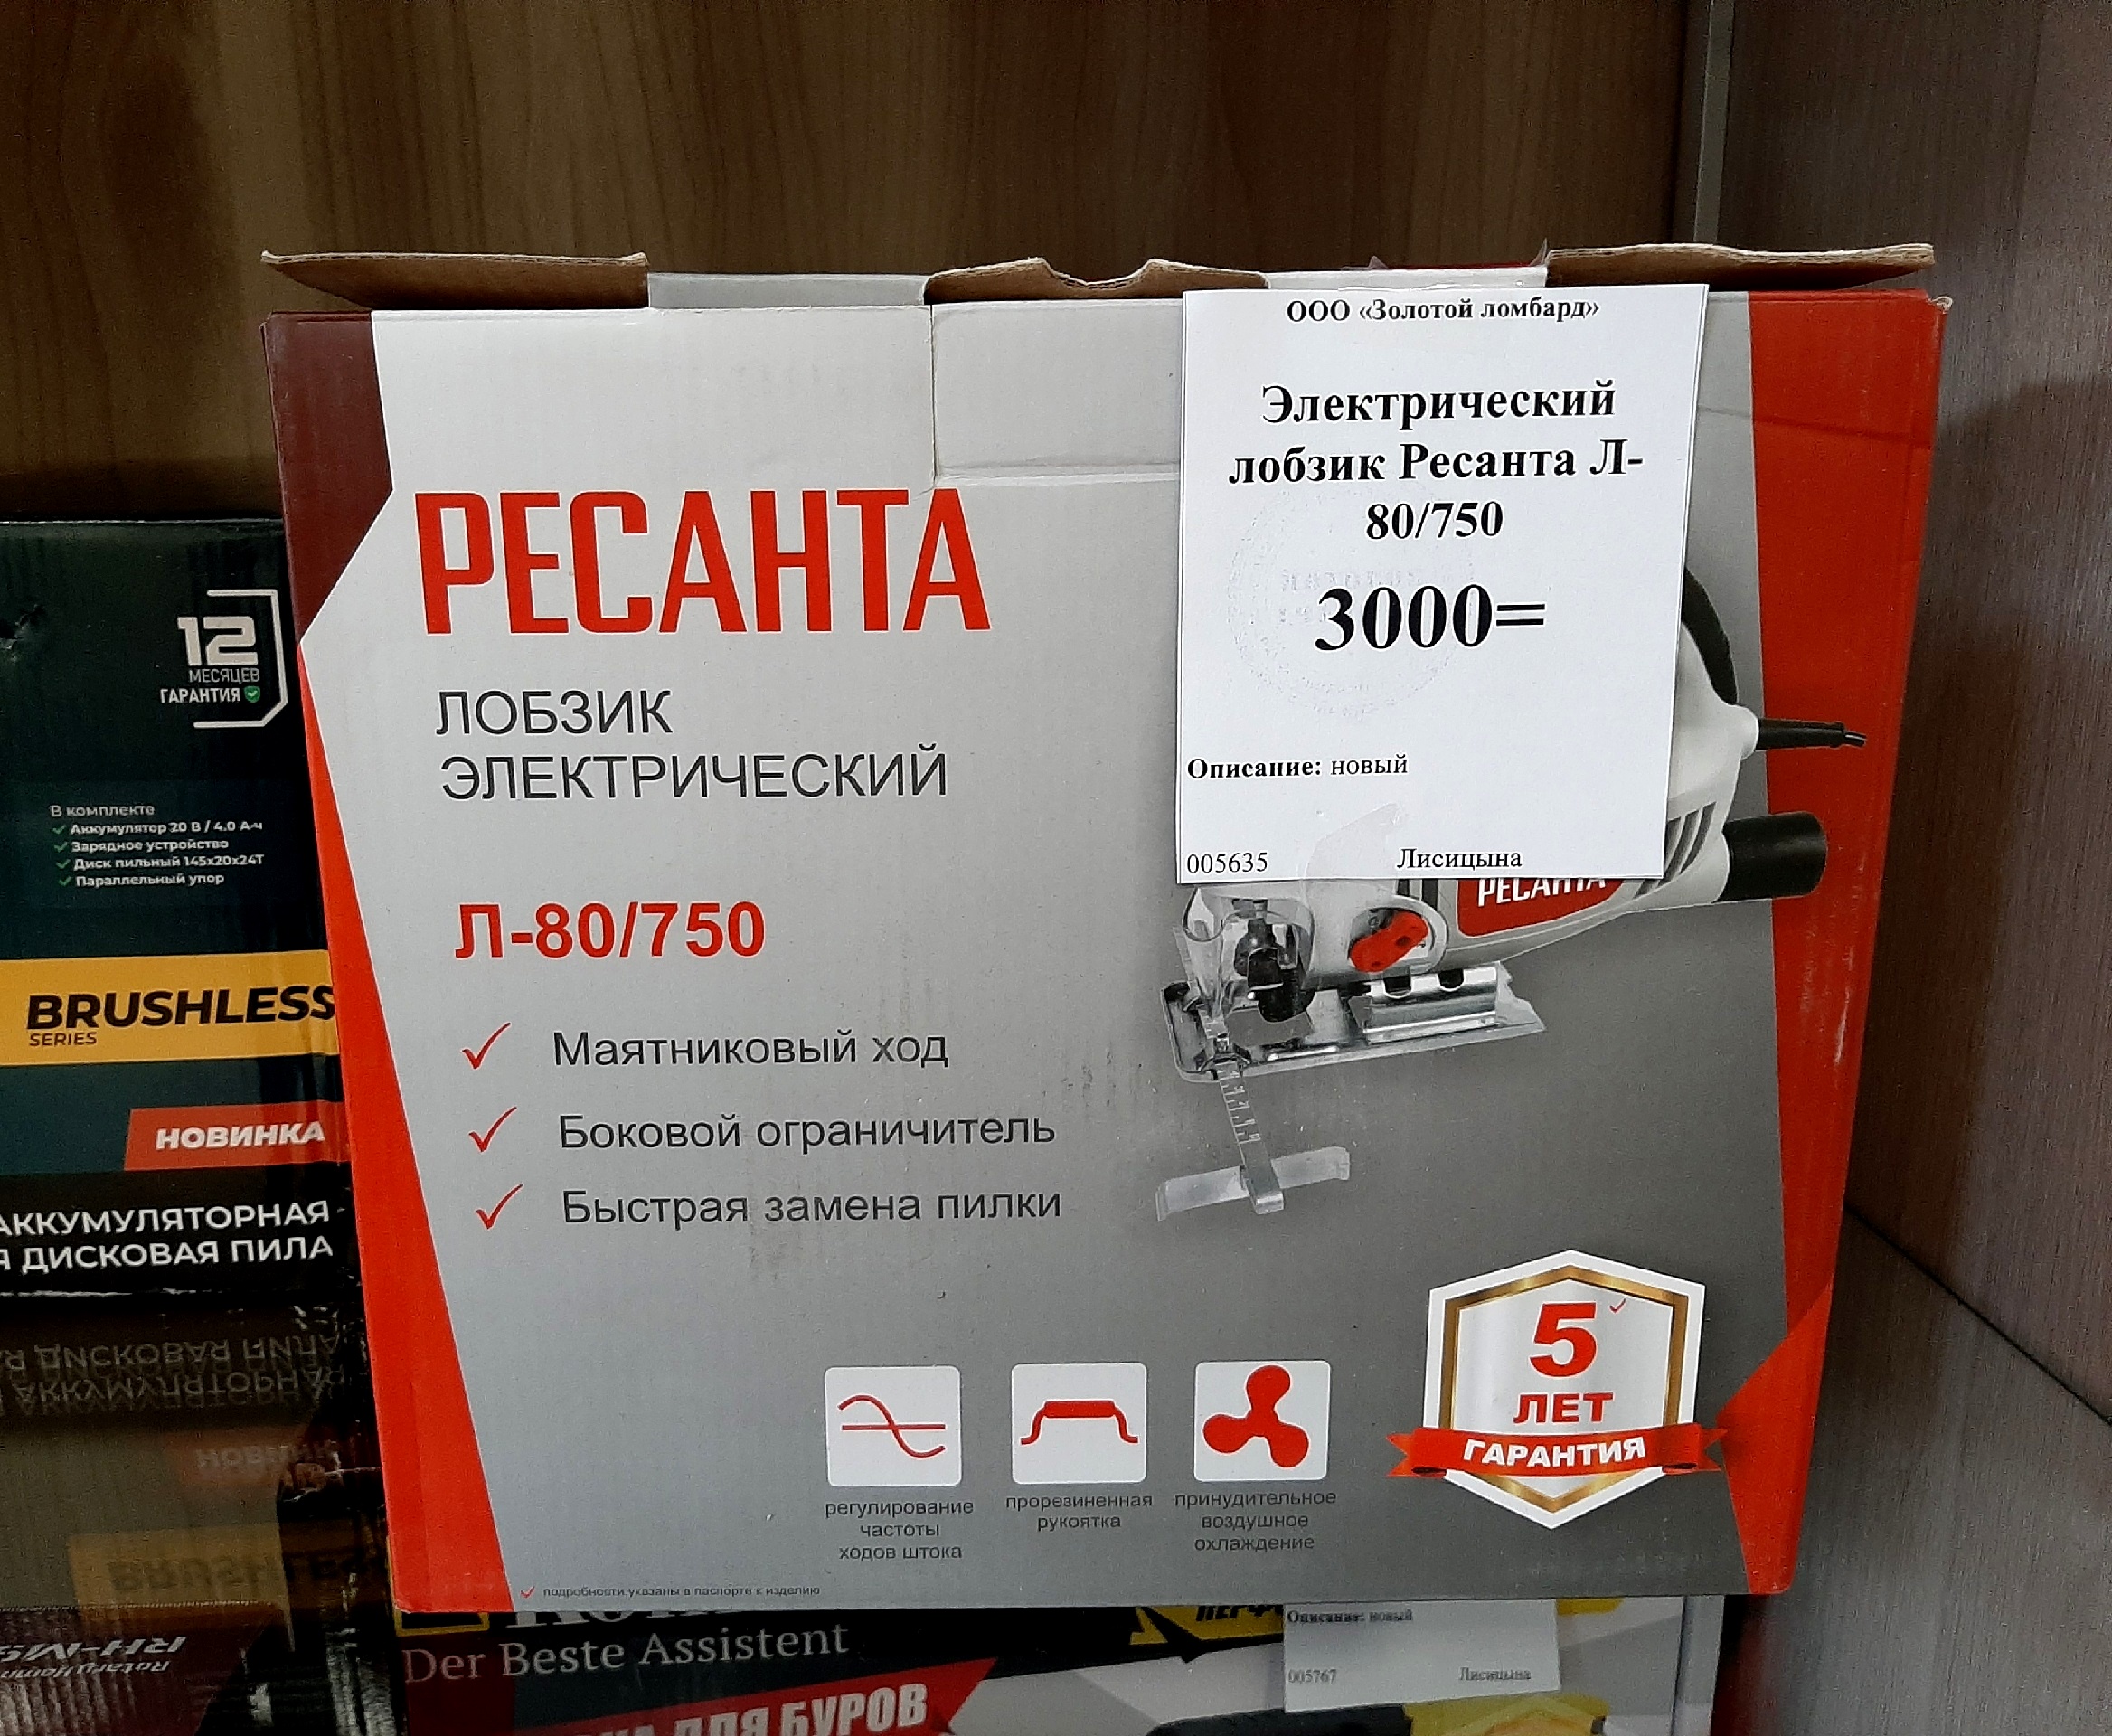 ООО «Золотой ломбард»
Электрический
лобзик Ресанта Л-
80/750
3000=
Описание: новый
005635 Лисицына
РЕСАНТА
ЛОБЗИК
ЭЛЕКТРИЧЕСКИЙ
Л-80/750
Маятниковый ход
Боковой ограничитель
Быстрая замена пилки
РЕСАНТА
регулирование
частоты
ходов штока
прорезиненная
рукоятка
принудительное
воздушное
охлаждение
5
ЛЕТ
ГАРАНТИЯ
подробности указаны в паспорте к изделию
12
МЕСЯЦЕВ
ГАРАНТИЯ
В комплекте
Аккумулятор 20 В / 4.0 А·ч
Зарядное устройство
Диск пильный 145x20x24T
Параллельный упор
BRUSHLESS
SERIES
НОВИНКА
АККУМУЛЯТОРНАЯ
ДИСКОВАЯ ПИЛА
Der Beste Assistent
ДЛЯ БУРОВ
Описание: новый
005767 Лисицына